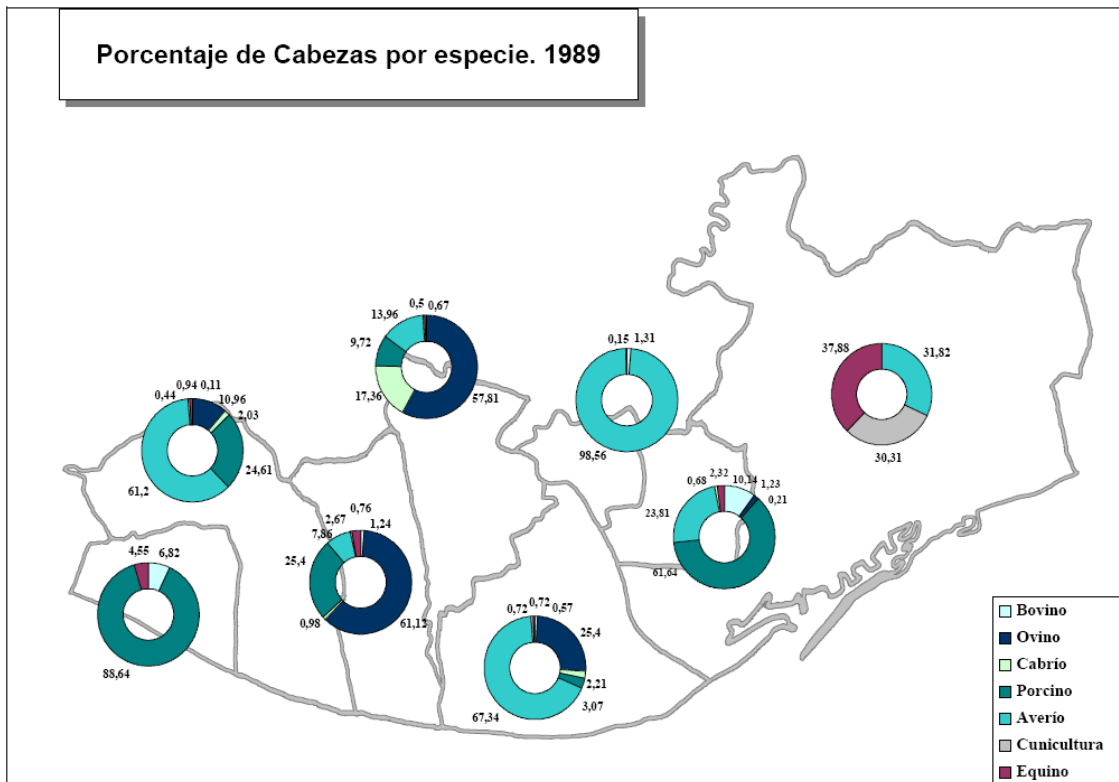 Porcentaje de Cabezas por especie. 1989
0,5 0,67
13,96
9,72
17,36
57,81
0,15 1,31
98,56
37,88 31,82
30,31
0,94 0,11
0,44 10,96
2,03
24,61
61,2
0,68 2,32 10,14 1,23
0,21
23,81
61,64
0,76
2,67 1,24
7,86
25,4
0,98 61,12
4,55 6,82
88,64
0,72 0,72 0,57
25,4
2,21
3,07
67,34
Bovino
Ovino
Cabrío
Porcino
Averío
Cunicultura
Equino